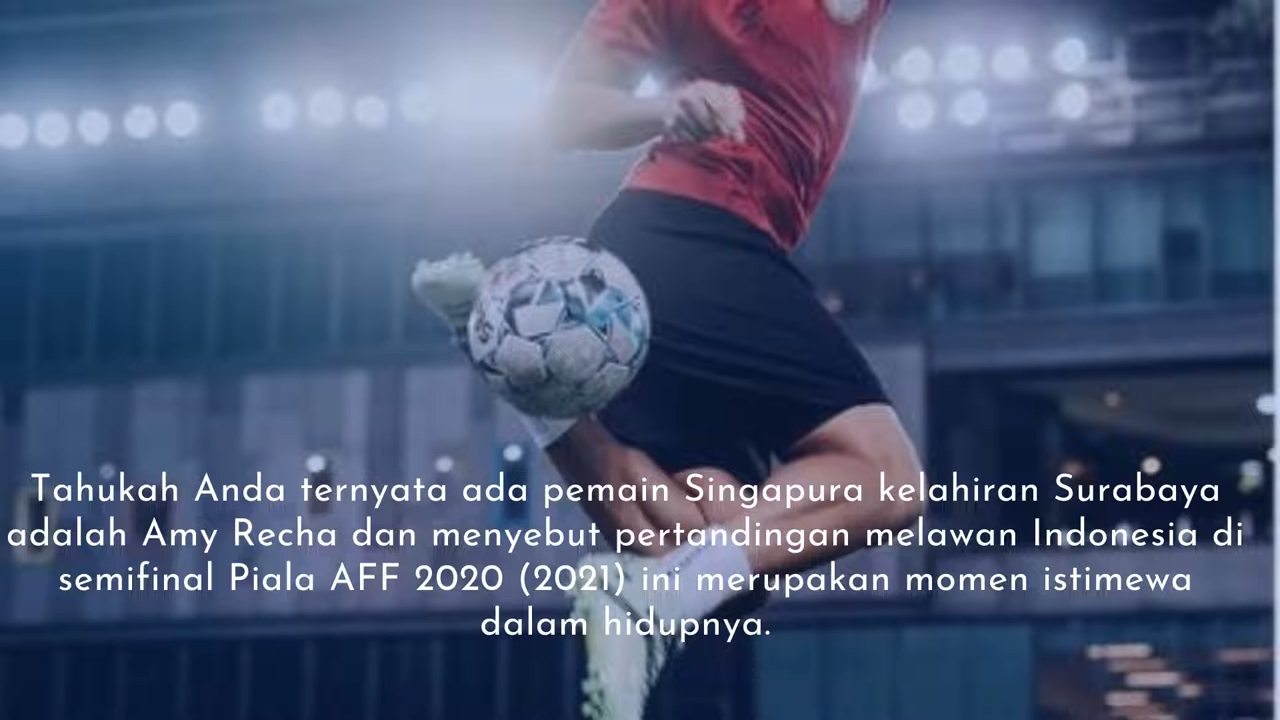 Tahukah Anda ternyata ada pemain Singapura kelahiran Surabaya
adalah Amy Recha dan menyebut pertandingan melawan Indonesia di
semifinal Piala AFF 2020 (2021) ini merupakan momen istimewa
dalam hidupnya.